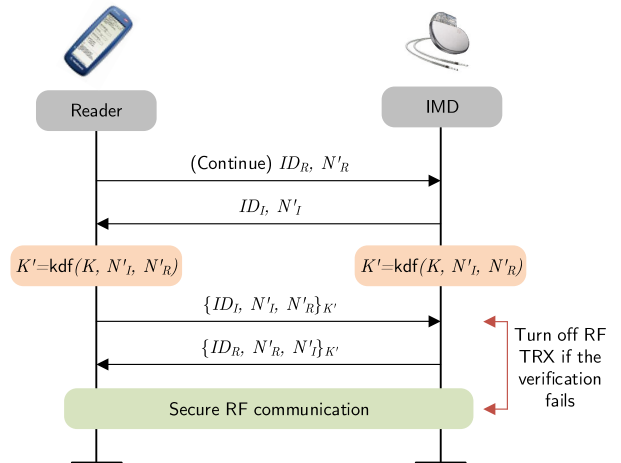 Reader
IMD
(Continue) ID_R, N'_R
ID_I, N'_I
K'=kdf(K, N'_I, N'_R)
K'=kdf(K, N'_I, N'_R)
{ID_I, N'_I, N'_R}_K'
{ID_R, N'_R, N'_I}_K'
Turn off RF
TRX if the
verification
fails
Secure RF communication